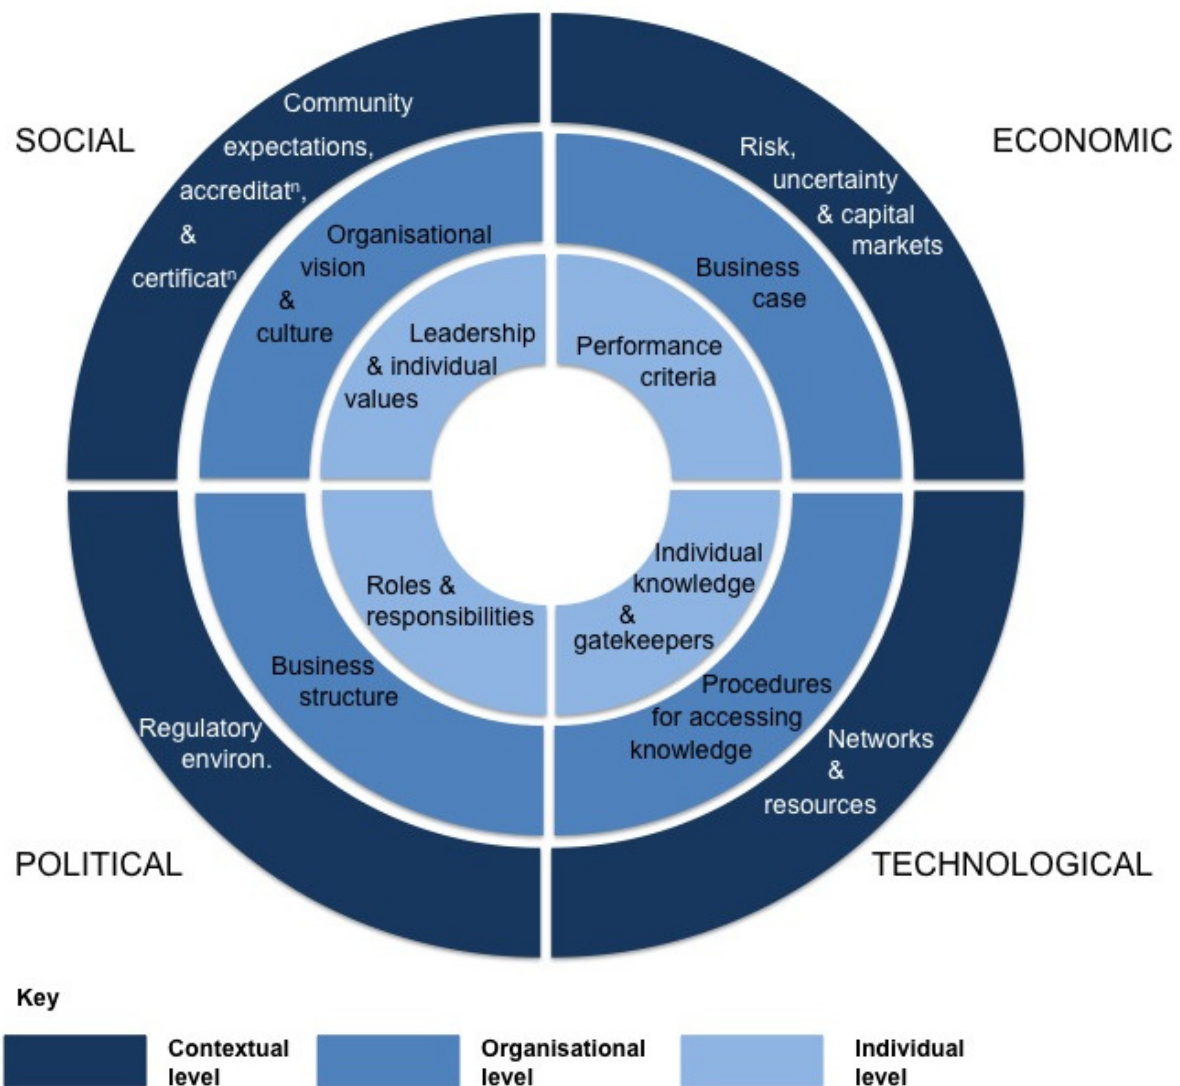 SOCIAL
ECONOMIC
Community
expectations,
accreditatⁿ,
&
certificatⁿ
Risk,
uncertainty
& capital
markets
Organisational
vision
&
culture
Business
case
Leadership
& individual
values
Performance
criteria
Roles &
responsibilities
Individual
knowledge
&
gatekeepers
Business
structure
Procedures
for accessing
knowledge
Regulatory
environ.
Networks
&
resources
POLITICAL
TECHNOLOGICAL
Key
Contextual
level
Organisational
level
Individual
level